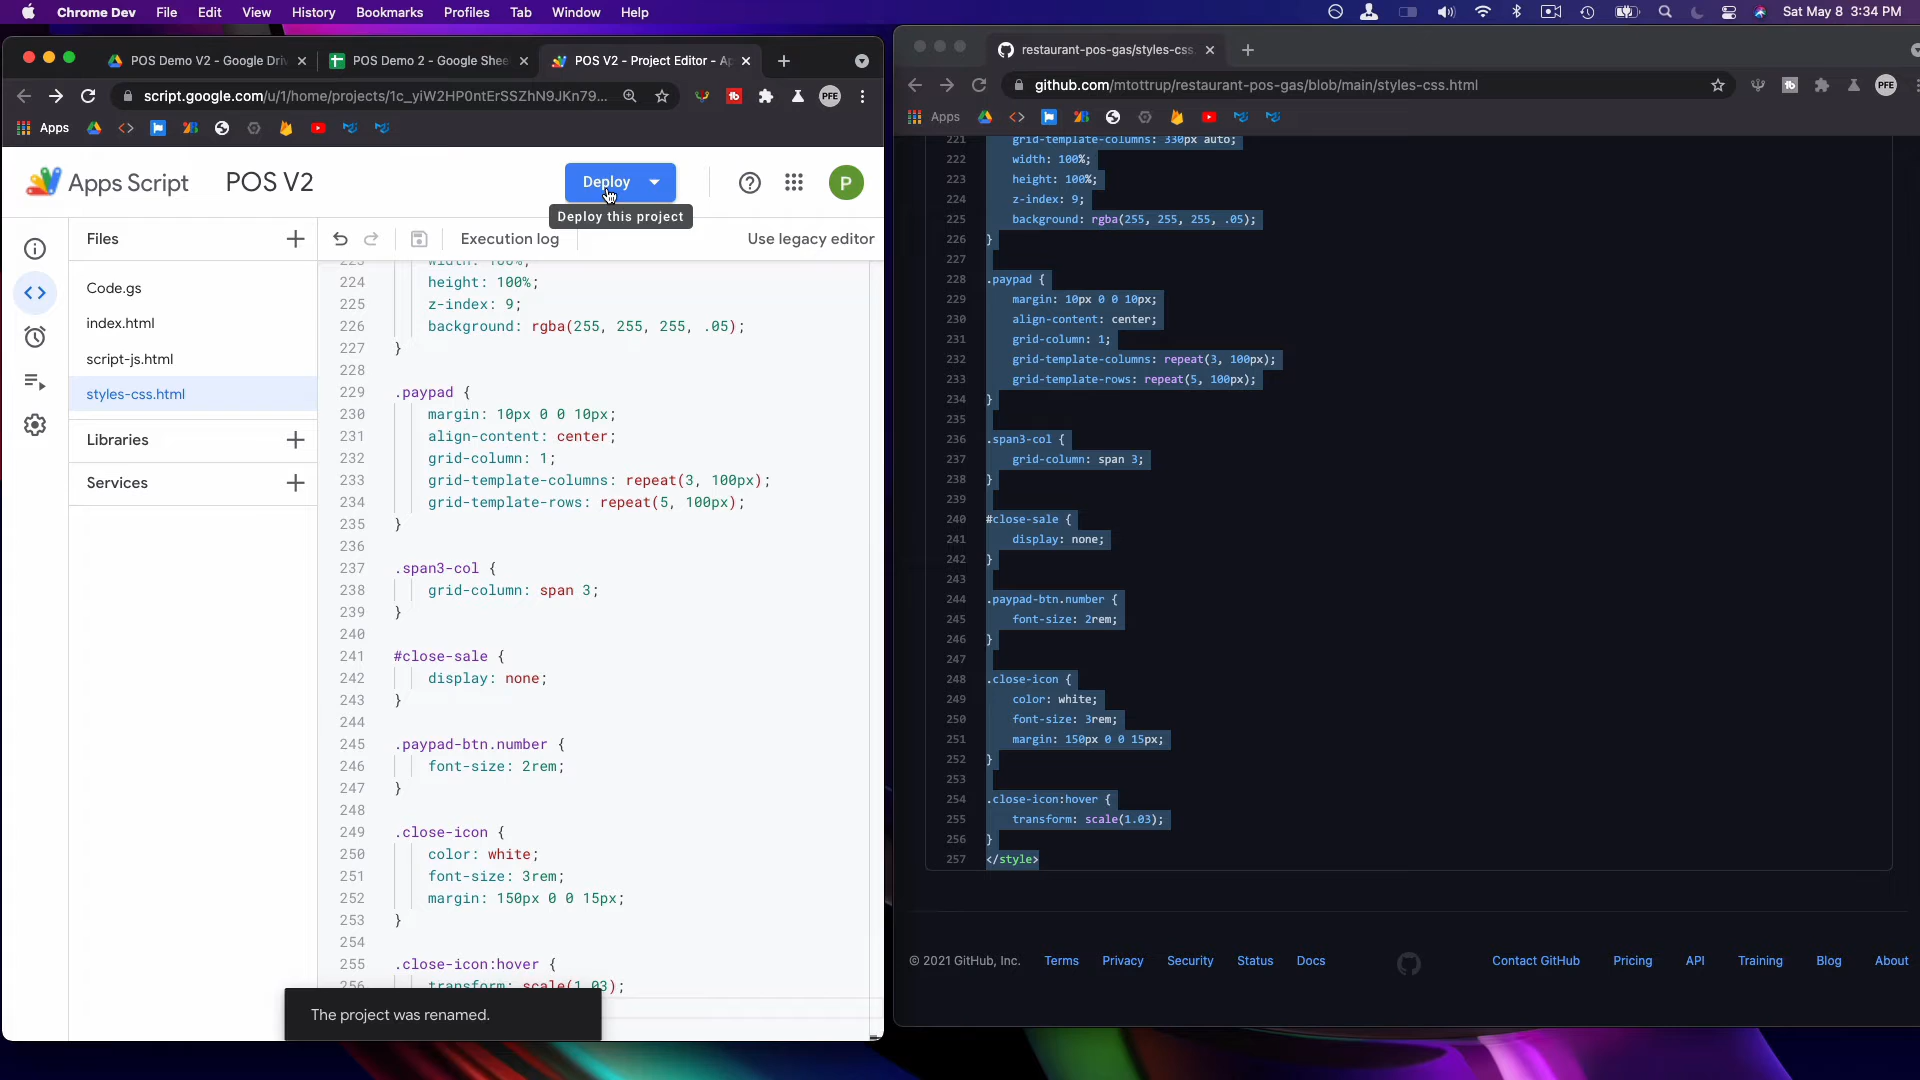 Chrome Dev File Edit View History Bookmarks Profiles Tab Window Help Sat May 8 3:34 PM
POS Demo V2 - Google Driv
POS Demo 2 - Google Shee
POS V2 - Project Editor - Ap
script.google.com/u/1/home/projects/1c_yiW2HP0ntErSSZhN9JKn79...
PFE
Apps
Apps Script
POS V2
Deploy
P
Deploy this project
Files
Execution log
Use legacy editor
Code.gs
index.html
script-js.html
styles-css.html
Libraries
Services
223 width: 100%;
224 height: 100%;
225 z-index: 9;
226 background: rgba(255, 255, 255, .05);
227 }
228
229 .paypad {
230 margin: 10px 0 0 10px;
231 align-content: center;
232 grid-column: 1;
233 grid-template-columns: repeat(3, 100px);
234 grid-template-rows: repeat(5, 100px);
235 }
236
237 .span3-col {
238 grid-column: span 3;
239 }
240
241 #close-sale {
242 display: none;
243 }
244
245 .paypad-btn.number {
246 font-size: 2rem;
247 }
248
249 .close-icon {
250 color: white;
251 font-size: 3rem;
252 margin: 150px 0 0 15px;
253 }
254
255 .close-icon:hover {
256 transform: scale(1.03);
The project was renamed.
restaurant-pos-gas/styles-css.
github.com/mtottrup/restaurant-pos-gas/blob/main/styles-css.html
PFE
Apps
221 grid-template-columns: 330px auto;
222 width: 100%;
223 height: 100%;
224 z-index: 9;
225 background: rgba(255, 255, 255, .05);
226 }
227
228 .paypad {
229 margin: 10px 0 0 10px;
230 align-content: center;
231 grid-column: 1;
232 grid-template-columns: repeat(3, 100px);
233 grid-template-rows: repeat(5, 100px);
234 }
235
236 .span3-col {
237 grid-column: span 3;
238 }
239
240 #close-sale {
241 display: none;
242 }
243
244 .paypad-btn.number {
245 font-size: 2rem;
246 }
247
248 .close-icon {
249 color: white;
250 font-size: 3rem;
251 margin: 150px 0 0 15px;
252 }
253
254 .close-icon:hover {
255 transform: scale(1.03);
256 }
257 </style>
© 2021 GitHub, Inc. Terms Privacy Security Status Docs Contact GitHub Pricing API Training Blog About